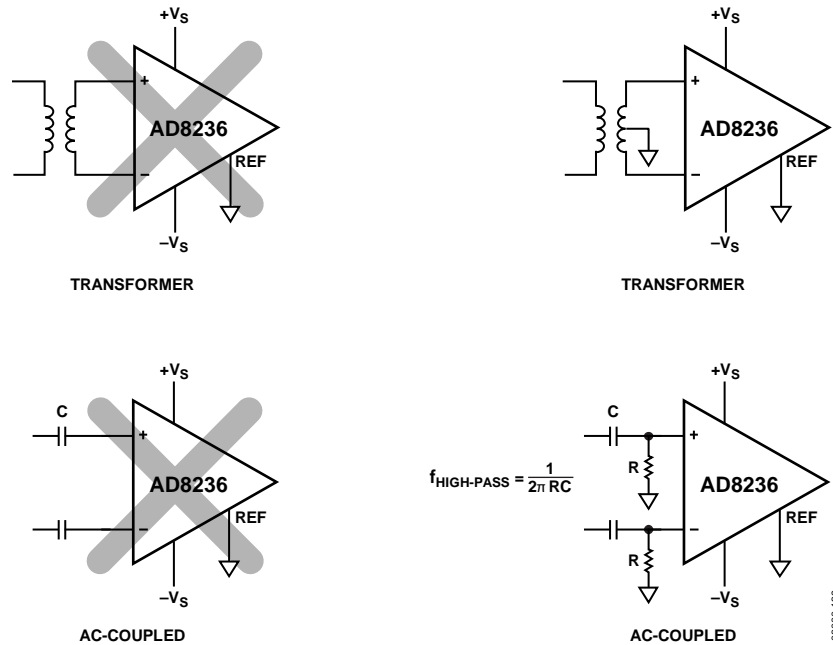 +VS
+
AD8236
REF
−
−VS
TRANSFORMER
+VS
+
AD8236
REF
−
−VS
TRANSFORMER
+VS
C
+
AD8236
REF
−
−VS
AC-COUPLED
+VS
C
+
R
fHIGH-PASS = 1/2π RC
AD8236
REF
−
R
−VS
AC-COUPLED